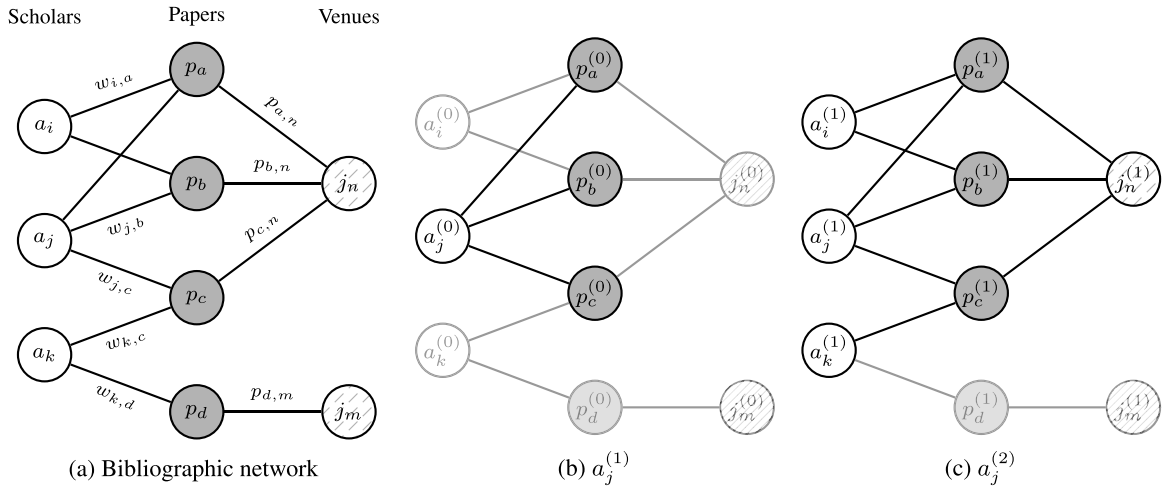 Scholars Papers Venues
p_a p_a^{(0)} p_a^{(1)}
w_{i,a} p_{a,n}
a_i a_i^{(0)} a_i^{(1)}
p_{b,n}
p_b j_n p_b^{(0)} j_n^{(0)} p_b^{(1)} j_n^{(1)}
w_{j,b} p_{c,n}
a_j a_j^{(0)} a_j^{(1)}
w_{j,c}
p_c p_c^{(0)} p_c^{(1)}
w_{k,c}
a_k a_k^{(0)} a_k^{(1)}
w_{k,d} p_{d,m}
p_d j_m p_d^{(0)} j_m^{(0)} p_d^{(1)} j_m^{(1)}
(a) Bibliographic network (b) a_j^{(1)} (c) a_j^{(2)}